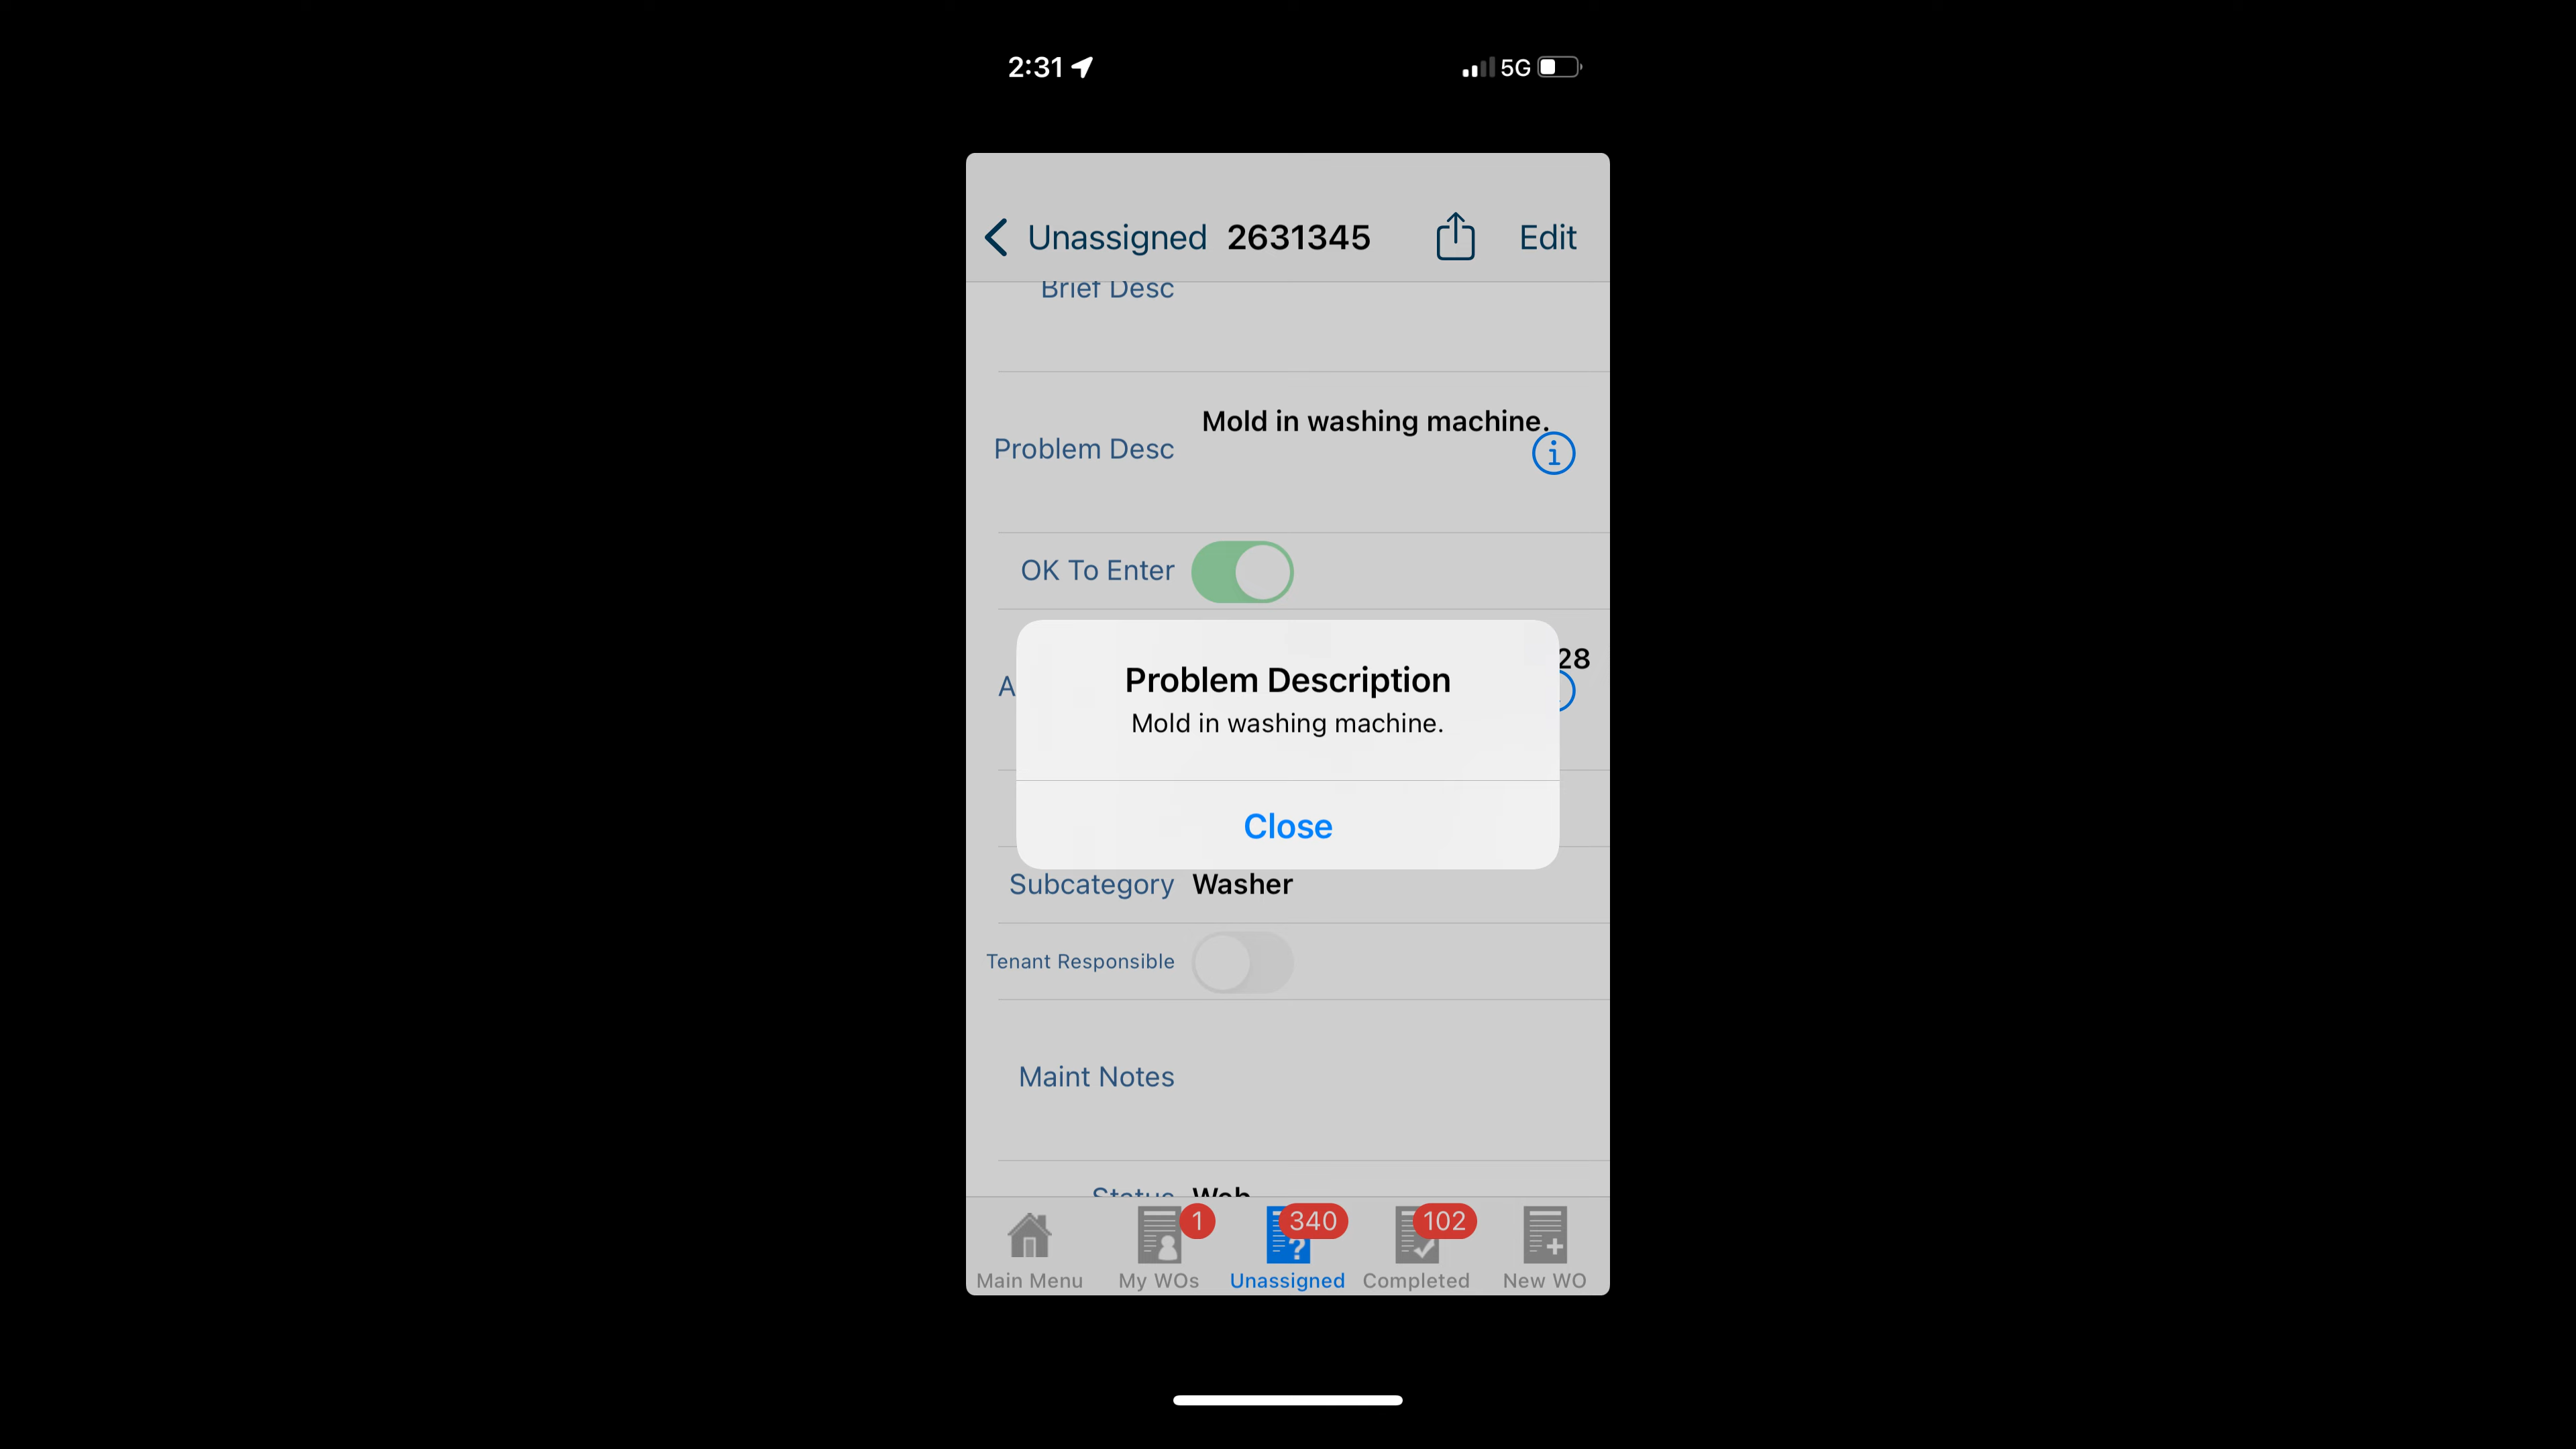 2:31 5G
Unassigned 2631345 Edit
Brief Desc
Mold in washing machine.
Problem Desc
OK To Enter
28
A
Problem Description
Mold in washing machine.
Close
Subcategory Washer
Tenant Responsible
Maint Notes
Status Web
1 340 102
Main Menu My WOs Unassigned Completed New WO